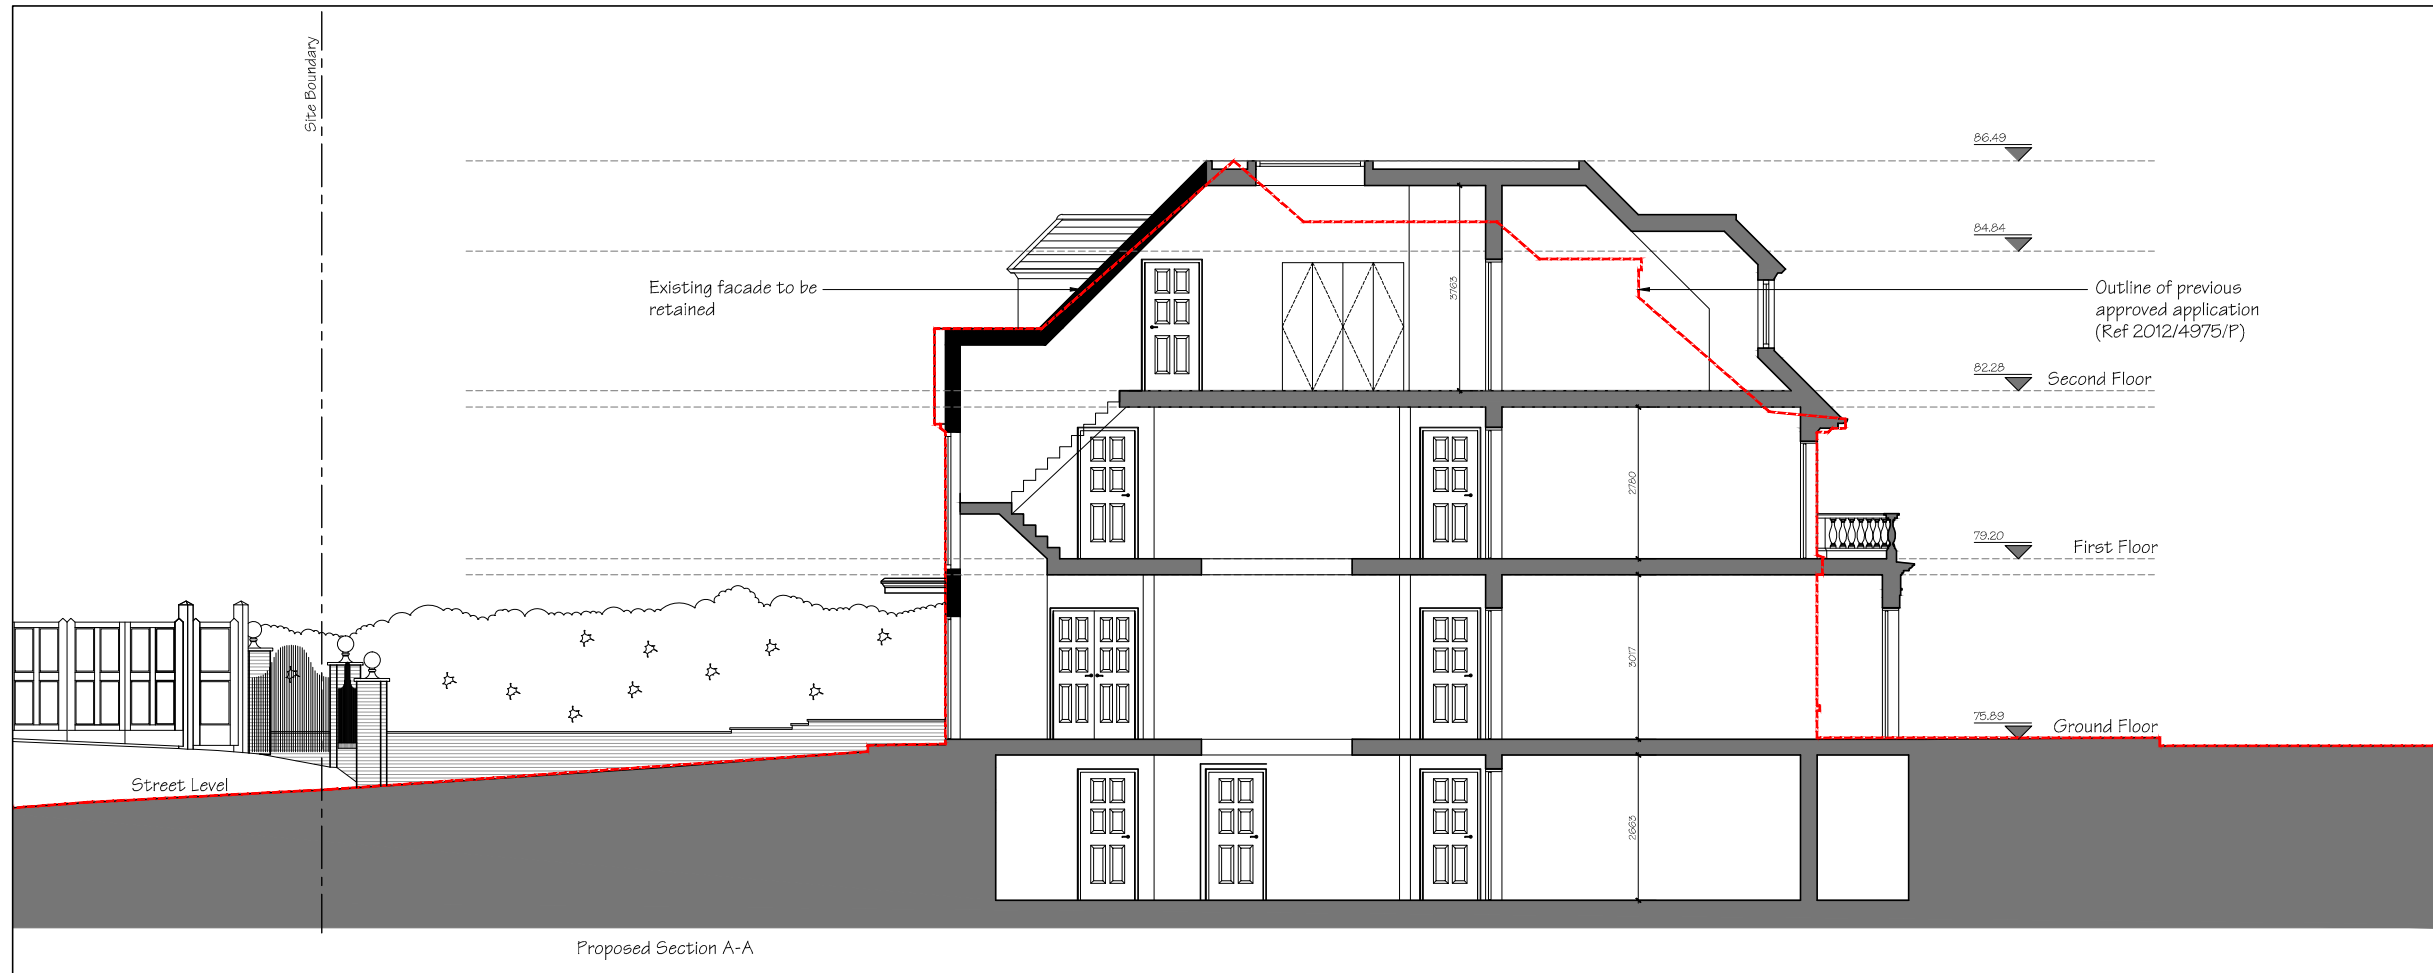 Site Boundary
86.49
84.84
Existing facade to be
retained
3763
Outline of previous
approved application
(Ref 2012/4975/P)
82.28
Second Floor
2780
79.20
First Floor
3017
75.89
Ground Floor
Street Level
2663
Proposed Section A-A